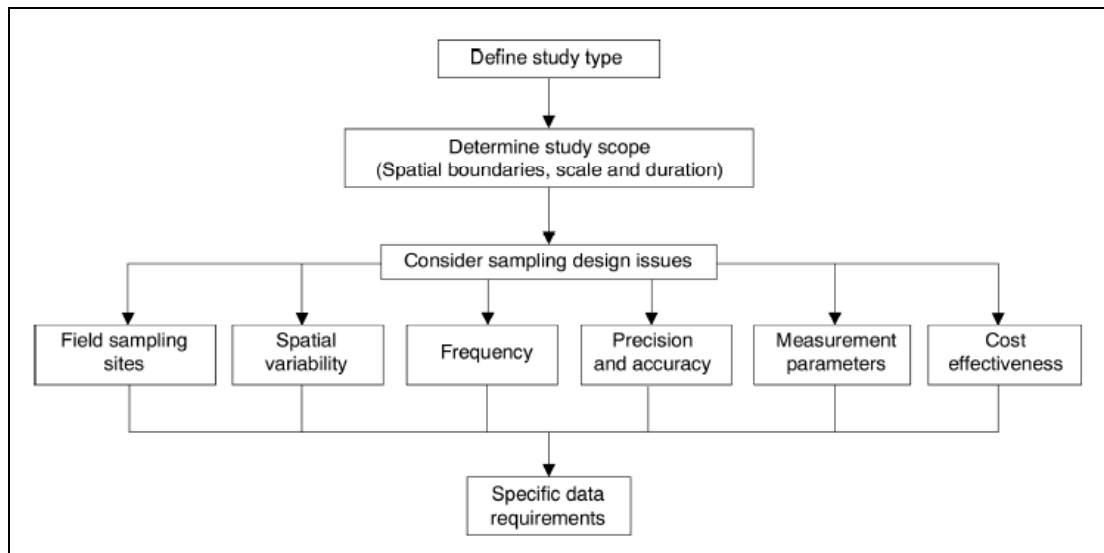 Define study type
Determine study scope
(Spatial boundaries, scale and duration)
Consider sampling design issues
Field sampling
sites
Spatial
variability
Frequency
Precision
and accuracy
Measurement
parameters
Cost
effectiveness
Specific data
requirements